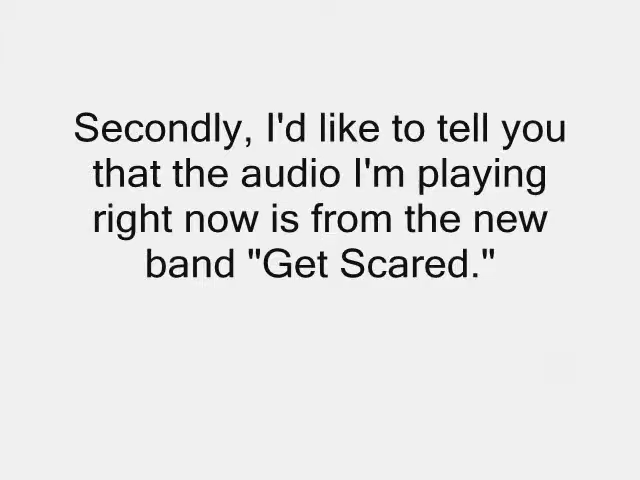 Secondly, I'd like to tell you
that the audio I'm playing
right now is from the new
band "Get Scared."